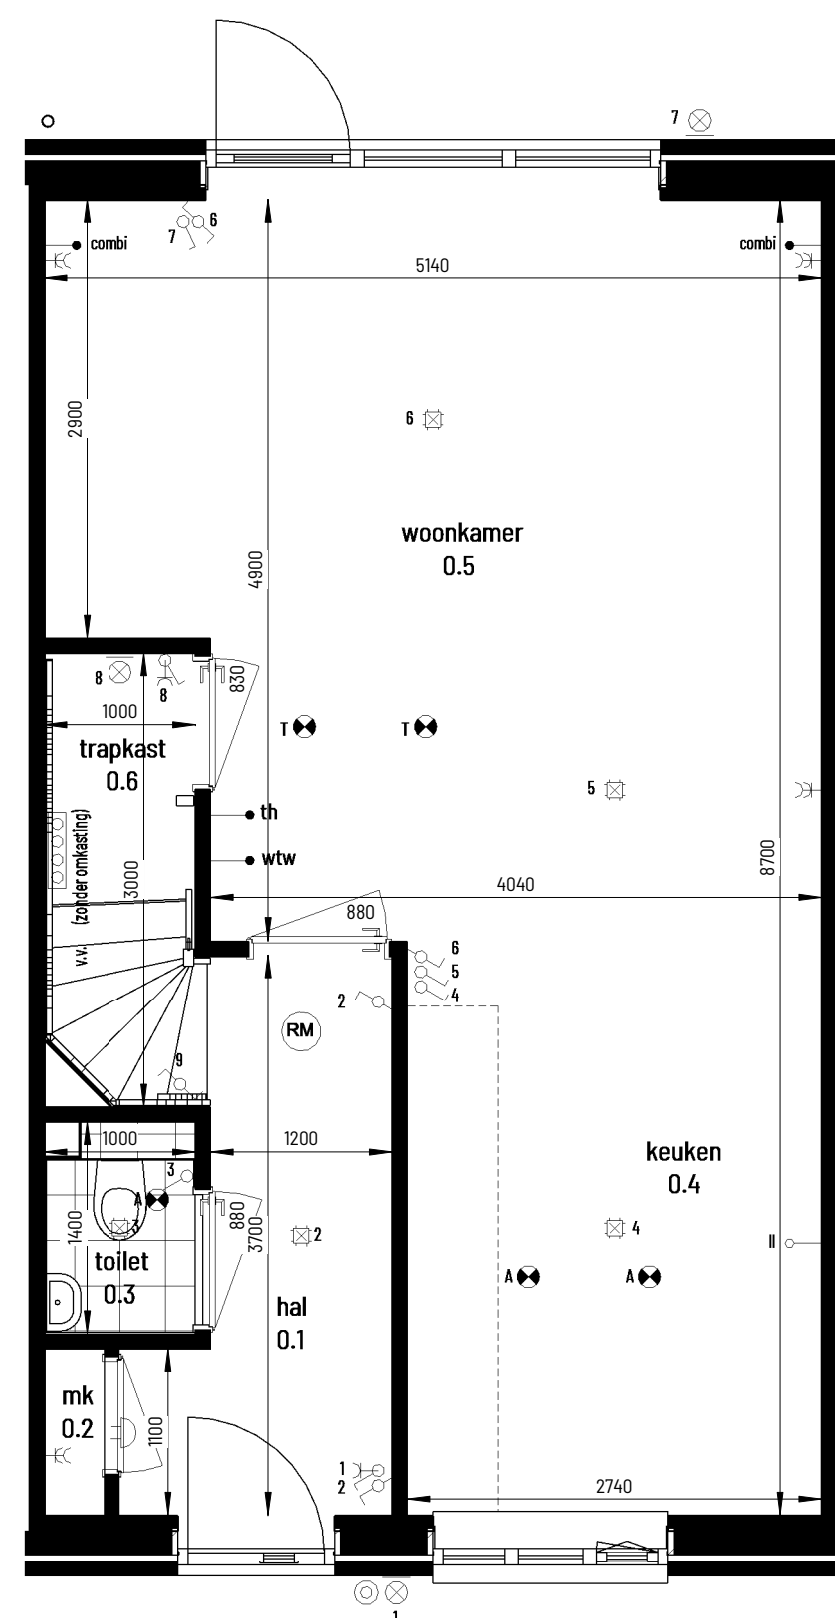 7
6
7
combi
combi
5140
2900
6
woonkamer
0.5
4900
8
8
830
1000
trapkast
0.6
T
T
5
th
wtw
v.v. (zonder omkasting)
3000
8700
4040
880
6
5
4
2
RM
9
1000
1200
keuken
0.4
3
A
3
1400
880
3700
2
4
II
toilet
0.3
A
A
hal
0.1
mk
0.2
1100
1
2
2740
1